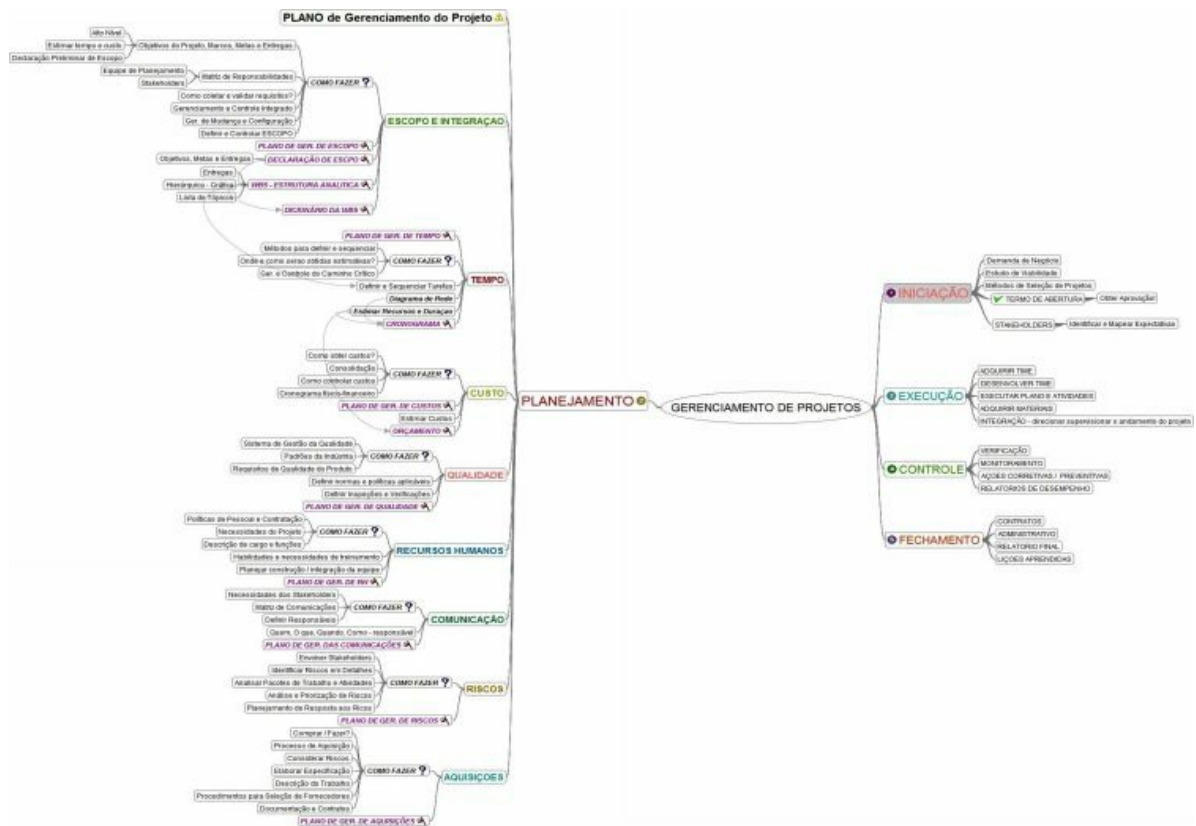 PLANO de Gerenciamento do Projeto
Alto Nível
Estimar tempo e custo
Declaração Preliminar de Escopo
Objetivos do Projeto, Marcos, Metas e Entregas
Equipe de Planejamento
Stakeholders
Matriz de Reponsabilidades
COMO FAZER
Como coletar e validar requisitos?
Gerenciamento e Controle Integrado
Ger. de Mudança e Configuração
Definir e Controlar ESCOPO
ESCOPO E INTEGRAÇAO
PLANO DE GER. DE ESCOPO
Objetivos, Metas e Entregas
DECLARAÇÃO DE ESCPO
Entregas
Hierárquico - Gráfica
Lista de Tópicos
WBS - ESTRUTURA ANALITICA
DICIONÁRIO DA WBS
PLANO DE GER. DE TEMPO
Métodos para definir e sequenciar
Onde e como serao obtidas estimativas?
Ger. e Controle do Caminho Crítico
COMO FAZER
Definir e Sequenciar Tarefas
TEMPO
Diagrama de Rede
Estimar Recursos e Duraçao
CRONOGRAMA
Como obter custos?
Consolidação
Como controlar custos
Cronograma físcio-financeiro
COMO FAZER
CUSTO
PLANO DE GER. DE CUSTOS
Estimar Custos
ORÇAMENTO
PLANEJAMENTO
GERENCIAMENTO DE PROJETOS
Sistema de Gestão da Qualidade
Padrões da Indústria
Requisitos de Qualidade do Produto
COMO FAZER
QUALIDADE
Definir normas e políticas aplicáveis
Definir Inspeções e Verificações
PLANO DE GER. DE QUALIDADE
Políticas de Pessoal e Contratação
Necessidades do Projeto
Descrição de cargo e funções
COMO FAZER
RECURSOS HUMANOS
Habilidades e necessidades de treinamento
Planejar construção / integração da equipe
PLANO DE GER. DE RH
Necessidades dos Stakeholders
Matriz de Comunicações
Definir Responsáveis
COMO FAZER
COMUNICAÇÃO
Quem, O que, Quando, Como - responsável
PLANO DE GER. DAS COMUNICAÇÕES
Envolver Stakeholders
Identificar Riscos em Detalhes
Analisar Pacotes de Trabalho e Atividades
Análise e Priorização de Riscos
Planejamento de Resposta aos Ricos
COMO FAZER
RISCOS
PLANO DE GER. DE RISCOS
Comprar / Fazer?
Processo de Aquisição
Considerar Riscos
Elaborar Especificação
Descrição do Trabalho
Procedimentos para Seleção de Fornecedores
Documentação e Contratos
COMO FAZER
AQUISIÇOES
PLANO DE GER. DE AQUISIÇÕES
INICIAÇÃO
Demanda de Negócio
Estudo de Viabilidade
Métodos de Seleção de Projetos
TERMO DE ABERTURA
Obter Aprovação!
STAKEHOLDERS
Identificar e Mapear Expectativas
EXECUÇÃO
ADQUIRIR TIME
DESENVOLVER TIME
EXECUTAR PLANO E ATIVIDADES
ADQUIRIR MATERIAIS
INTEGRAÇÃO - direcionar supervisionar o andamento do projeto
CONTROLE
VERIFICAÇÃO
MONITORAMENTO
AÇOES CORRETIVAS / PREVENTIVAS
RELATORIOS DE DESEMPENHO
FECHAMENTO
CONTRATOS
ADMINISTRATIVO
RELATORIO FINAL
LIÇOES APRENDIDAS